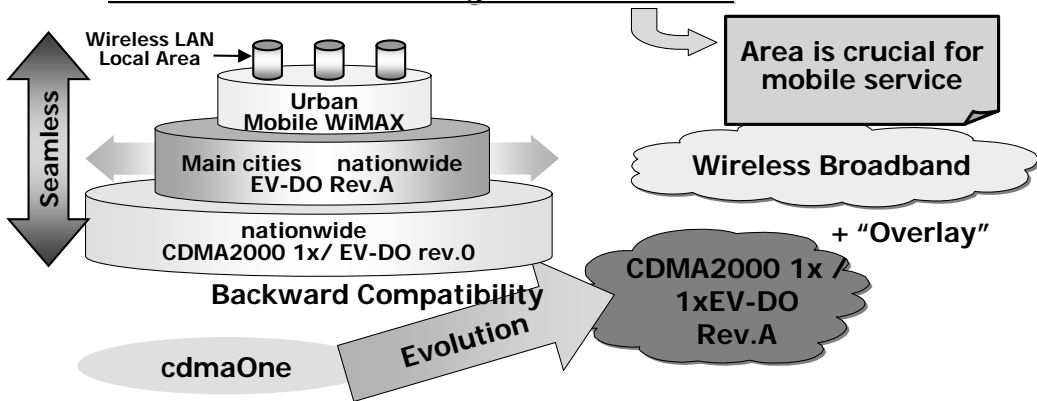 Wireless LAN
Local Area
Seamless
Urban
Mobile WiMAX
Main cities nationwide
EV-DO Rev.A
nationwide
CDMA2000 1x/ EV-DO rev.0
Backward Compatibility
Evolution
cdmaOne
Area is crucial for
mobile service
Wireless Broadband
+ “Overlay”
CDMA2000 1x /
1xEV-DO
Rev.A